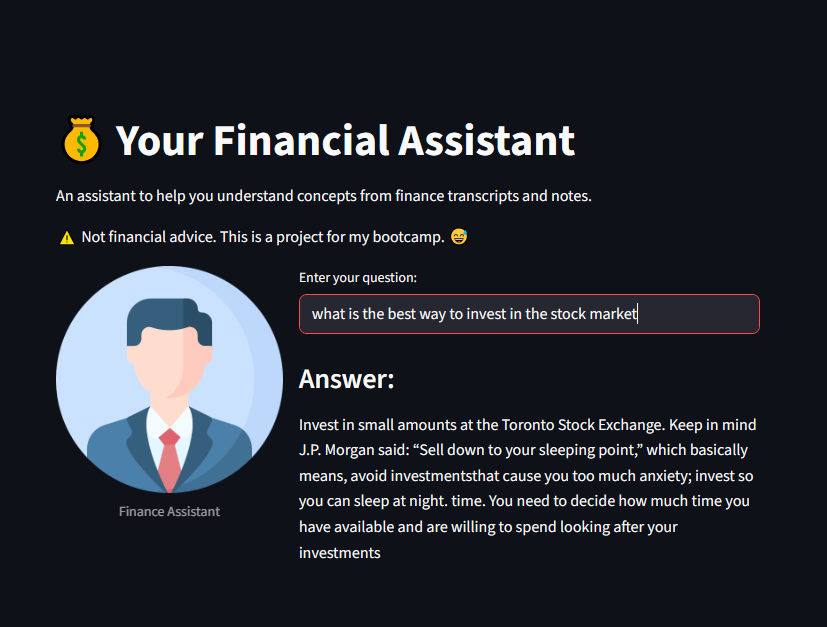 Your Financial Assistant
An assistant to help you understand concepts from finance transcripts and notes.
⚠️ Not financial advice. This is a project for my bootcamp. 😅
Enter your question:
what is the best way to invest in the stock market
Answer:
Invest in small amounts at the Toronto Stock Exchange. Keep in mind
J.P. Morgan said: “Sell down to your sleeping point,” which basically
means, avoid investmentsthat cause you too much anxiety; invest so
you can sleep at night. time. You need to decide how much time you
have available and are willing to spend looking after your
investments
Finance Assistant